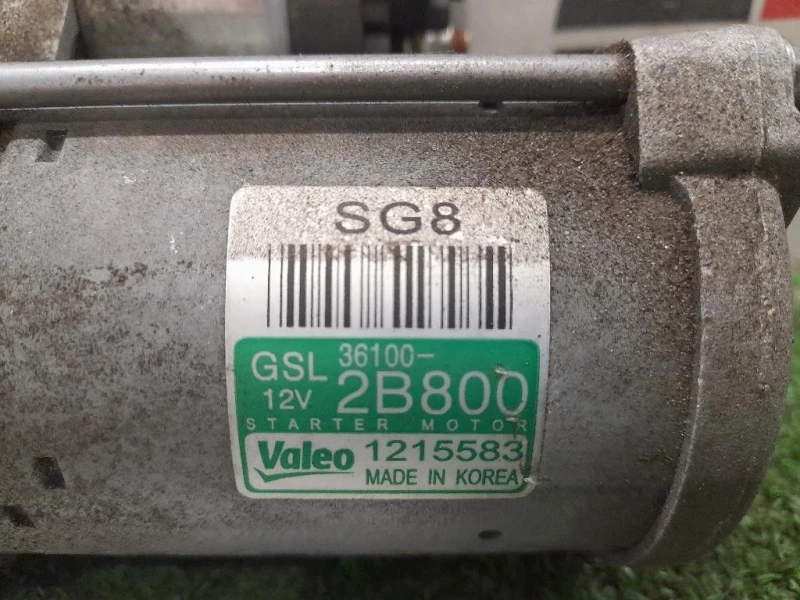 SG8
GSL 36100-
12V 2B800
STARTER MOTOR
Valeo 1215583
MADE IN KOREA